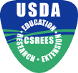 USDA
EDUCATION
CSREES
RESEARCH • EXTENSION